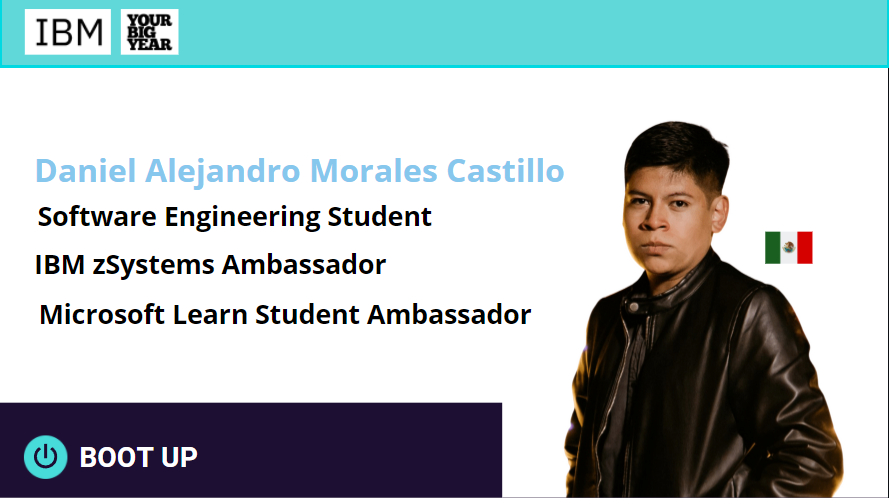 IBM
YOUR
BIG
YEAR
Daniel Alejandro Morales Castillo
Software Engineering Student
IBM zSystems Ambassador
Microsoft Learn Student Ambassador
BOOT UP